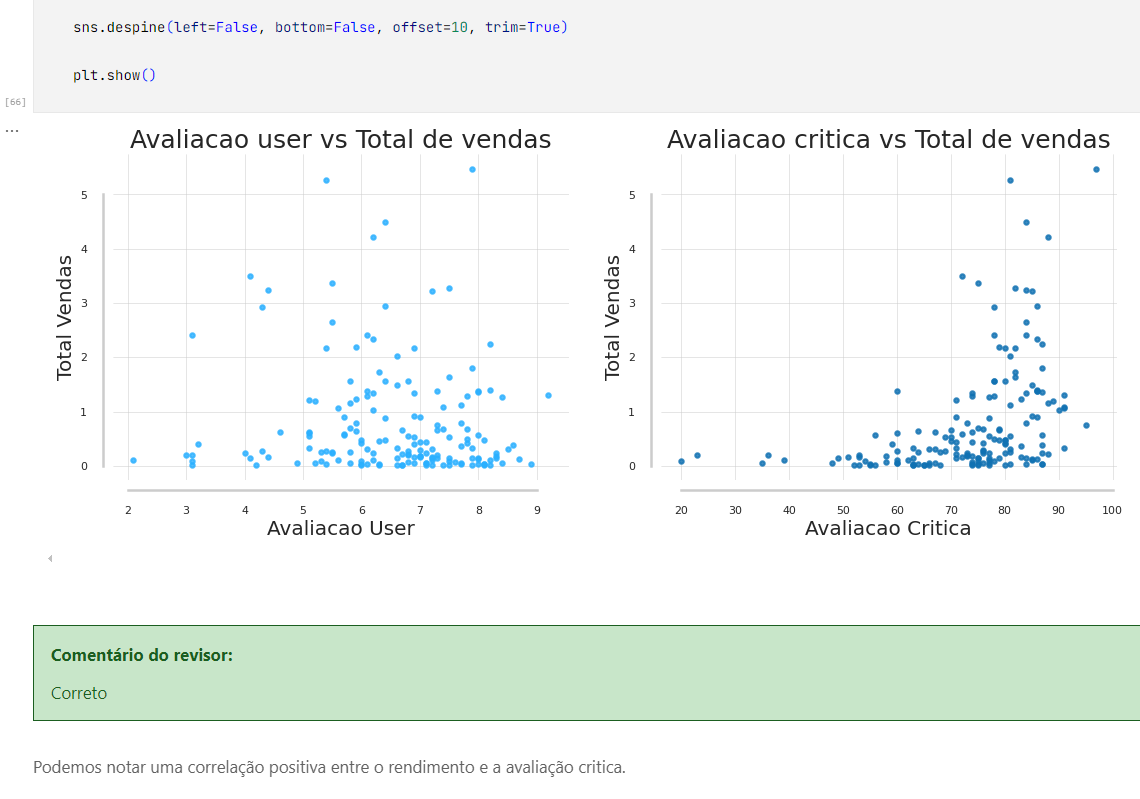 sns.despine(left=False, bottom=False, offset=10, trim=True)
plt.show()
[66]
...
Avaliacao user vs Total de vendas
Avaliacao critica vs Total de vendas
Total Vendas
5
4
3
2
1
0
2 3 4 5 6 7 8 9
Avaliacao User
Total Vendas
5
4
3
2
1
0
20 30 40 50 60 70 80 90 100
Avaliacao Critica
Comentário do revisor:
Correto
Podemos notar uma correlação positiva entre o rendimento e a avaliação critica.